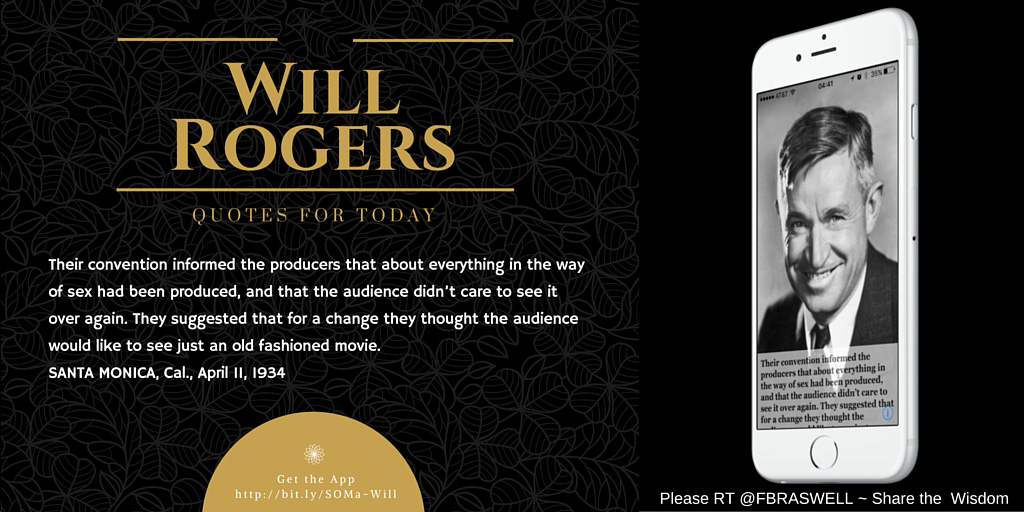 WILL
ROGERS
QUOTES FOR TODAY
Their convention informed the producers that about everything in the way
of sex had been produced, and that the audience didn't care to see it
over again. They suggested that for a change they thought the audience
would like to see just an old fashioned movie.
SANTA MONICA, Cal., April 11, 1934
Get the App
http://bit.ly/SOMa-Will
AT&T 04:41 35%
Their convention informed the
producers that about everything in
the way of sex had been produced,
and that the audience didn't care to
see it over again. They suggested that
for a change they thought the
Please RT @FBRASWELL ~ Share the Wisdom